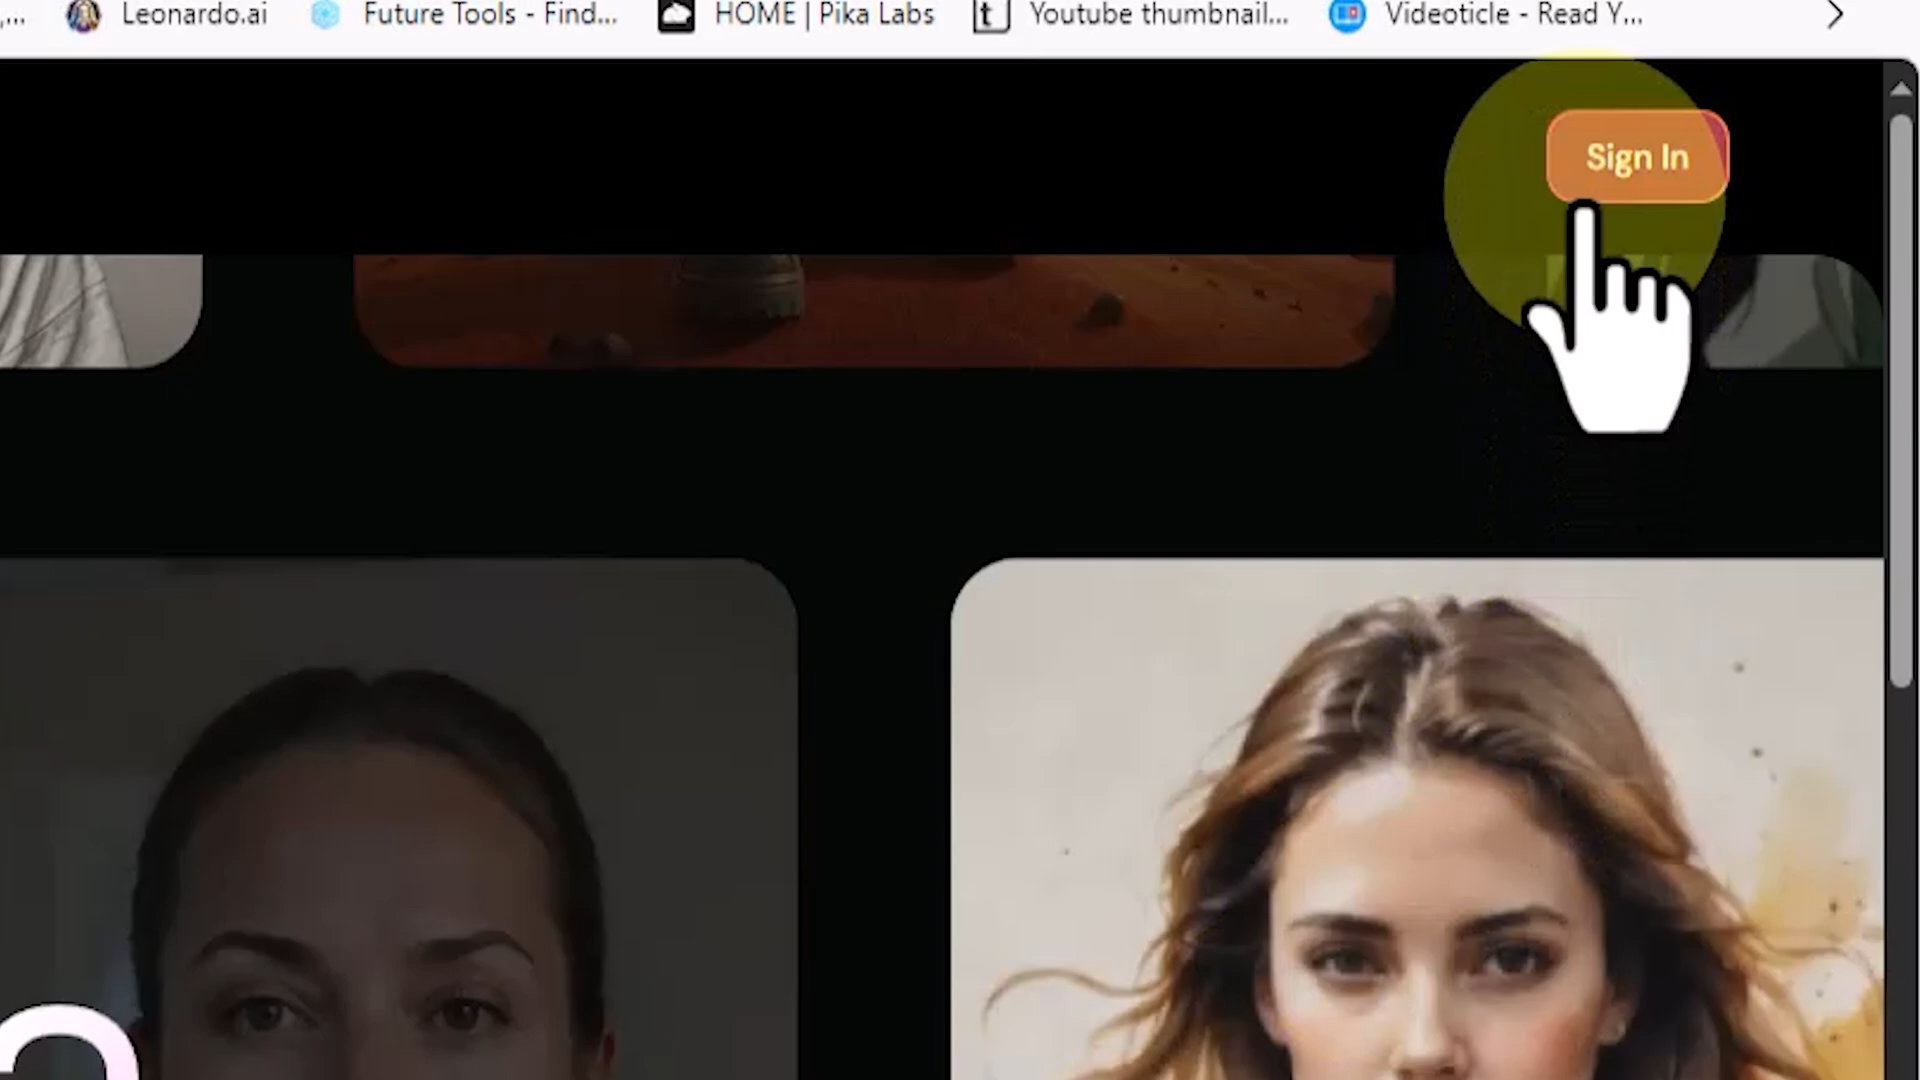 ,...
Leonardo.ai
Future Tools - Find...
HOME | Pika Labs
t
Youtube thumbnail...
Videoticle - Read Y...
Sign In